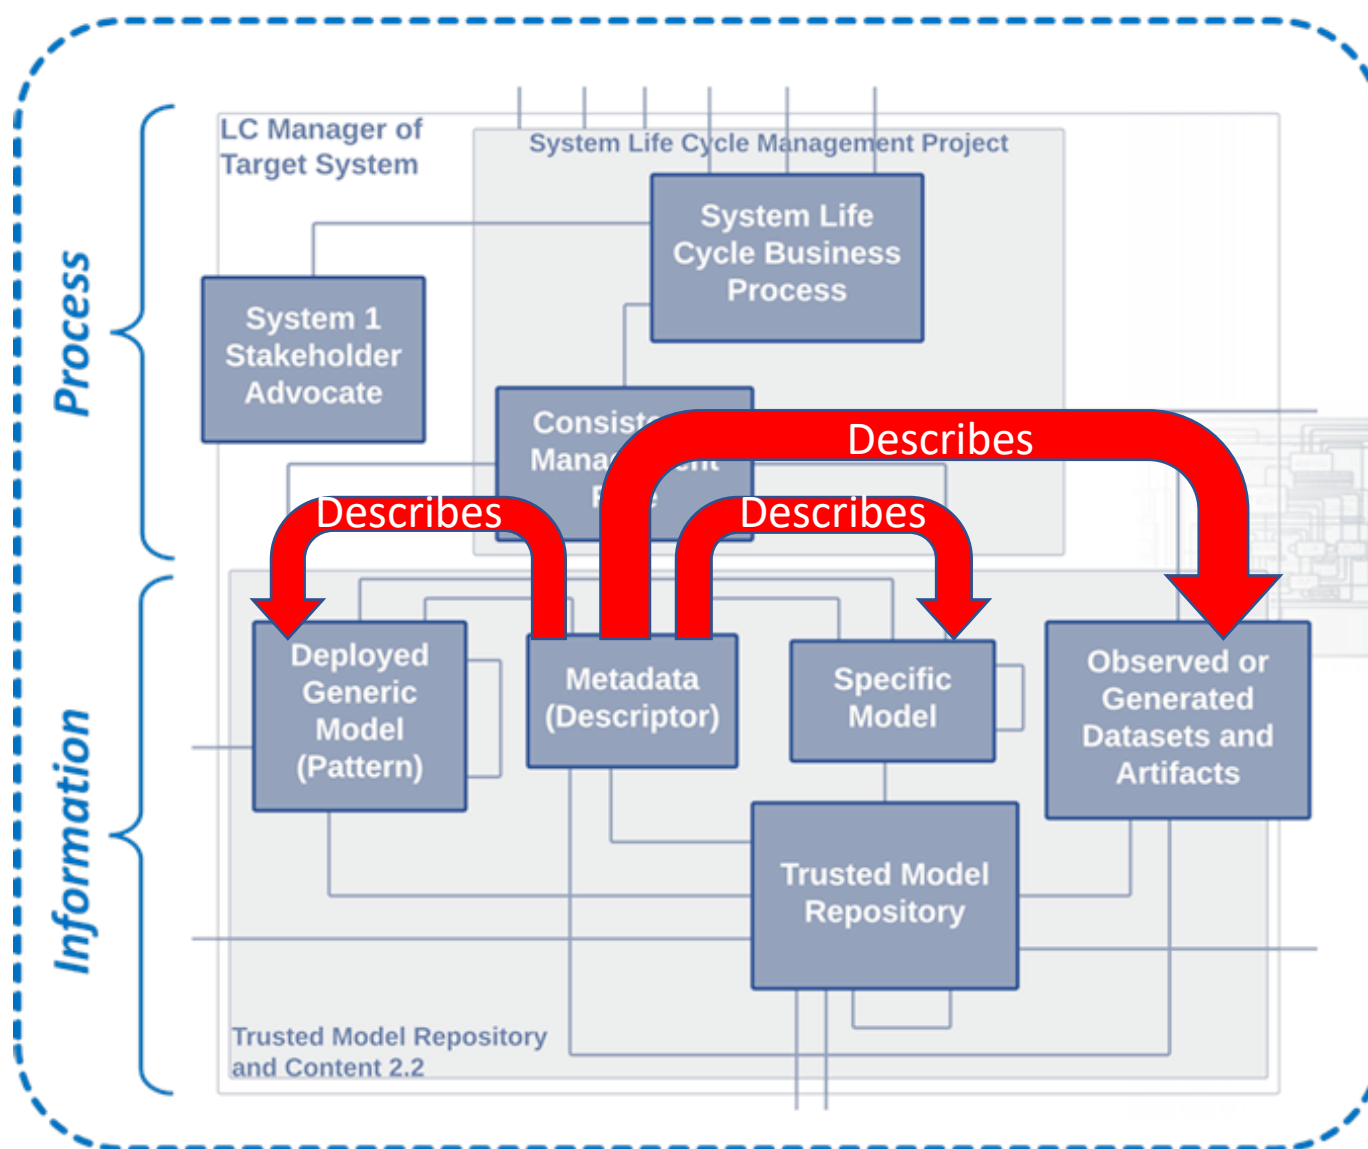 LC Manager of
Target System
System Life Cycle Management Project
System Life
Cycle Business
Process
Process
System 1
Stakeholder
Advocate
Describes
Describes
Describes
Information
Deployed
Generic
Model
(Pattern)
Metadata
(Descriptor)
Specific
Model
Observed or
Generated
Datasets and
Artifacts
Trusted Model
Repository
Trusted Model Repository
and Content 2.2